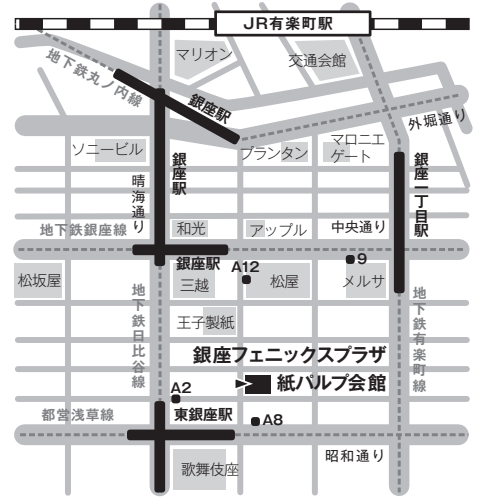 JR有楽町駅
マリオン
交通会館
地下鉄丸ノ内線
銀座駅
外堀通り
ソニービル
プランタン
マロニエ
ゲート
銀座駅
晴海通り
銀座一丁目駅
地下鉄銀座線
和光
アップル
中央通り
銀座駅
A12
9
松坂屋
三越
松屋
メルサ
地下鉄日比谷線
地下鉄有楽町線
王子製紙
銀座フェニックスプラザ
紙パルプ会館
A2
都営浅草線
東銀座駅
A8
昭和通り
歌舞伎座